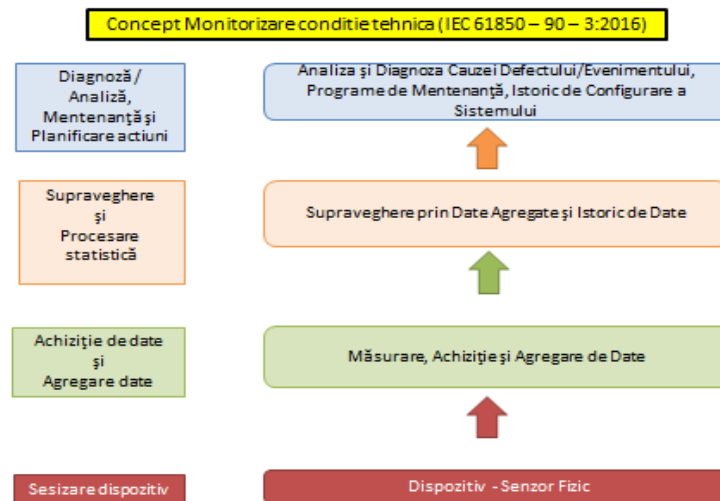 Concept Monitorizare conditie tehnica (IEC 61850 – 90 – 3:2016)
Diagnoză /
Analiză,
Mentenanță și
Planificare actiuni
Analiza și Diagnoza Cauzei Defectului/Evenimentului,
Programe de Mentenanță, Istoric de Configurare a
Sistemului
Supraveghere
și
Procesare
statistică
Supraveghere prin Date Agregate și Istoric de Date
Achiziție de date
și
Agregare date
Măsurare, Achiziție și Agregare de Date
Sesizare dispozitiv
Dispozitiv - Senzor Fizic